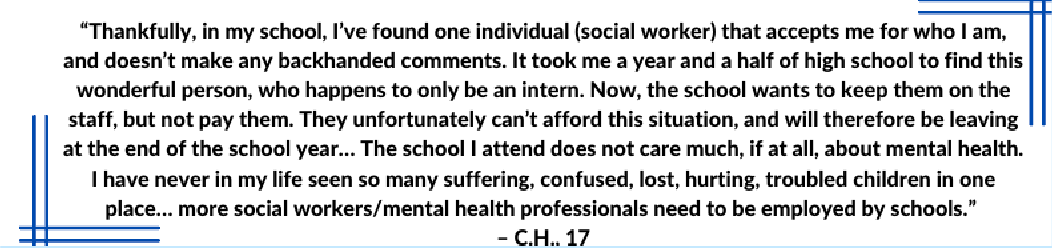 “Thankfully, in my school, I’ve found one individual (social worker) that accepts me for who I am,
and doesn’t make any backhanded comments. It took me a year and a half of high school to find this
wonderful person, who happens to only be an intern. Now, the school wants to keep them on the
staff, but not pay them. They unfortunately can’t afford this situation, and will therefore be leaving
at the end of the school year... The school I attend does not care much, if at all, about mental health.
I have never in my life seen so many suffering, confused, lost, hurting, troubled children in one
place... more social workers/mental health professionals need to be employed by schools.”
– C.H., 17